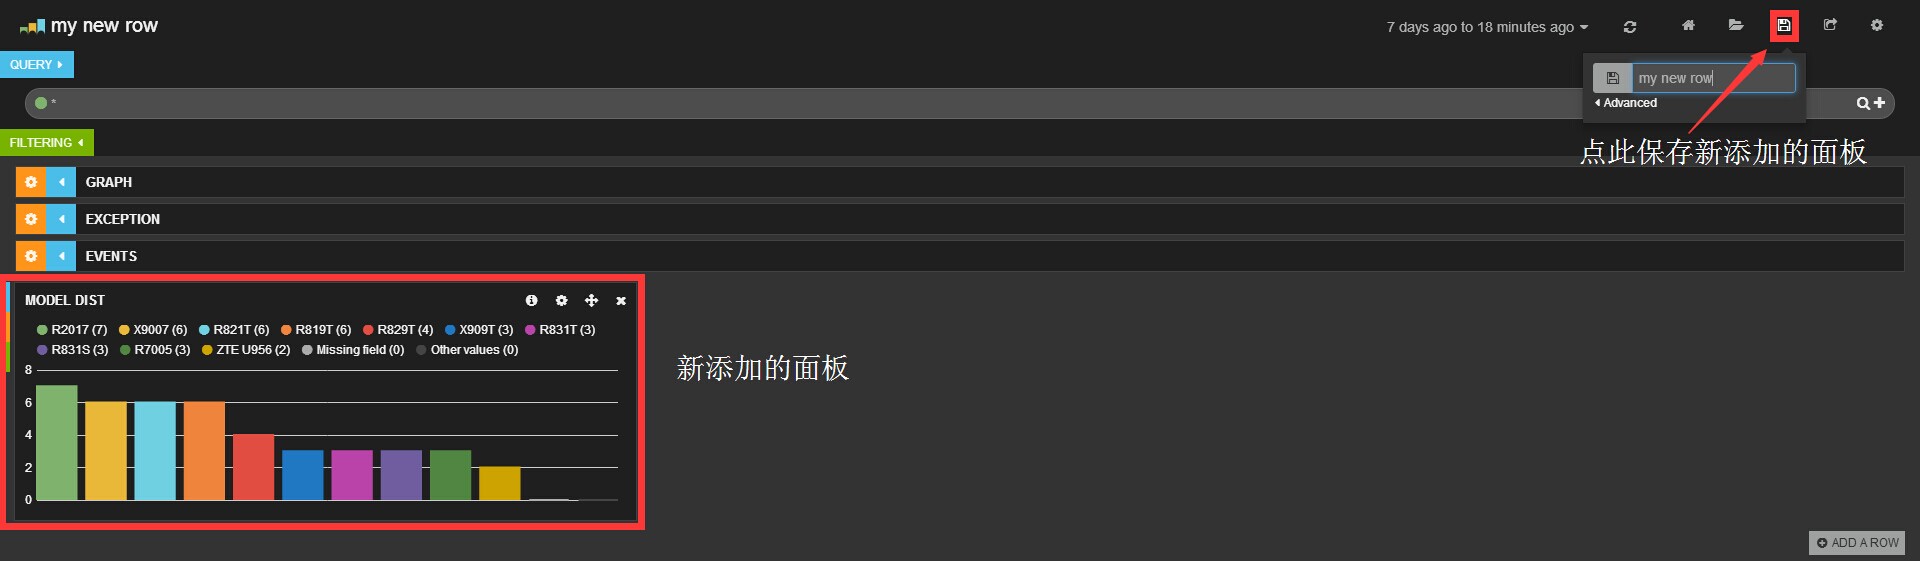 my new row
7 days ago to 18 minutes ago
QUERY
my new row
*
Advanced
FILTERING
点此保存新添加的面板
GRAPH
EXCEPTION
EVENTS
MODEL DIST
R2017 (7) X9007 (6) R821T (6) R819T (6) R829T (4) X909T (3) R831T (3)
R831S (3) R7005 (3) ZTE U956 (2) Missing field (0) Other values (0)
新添加的面板
8
6
4
2
0
ADD A ROW